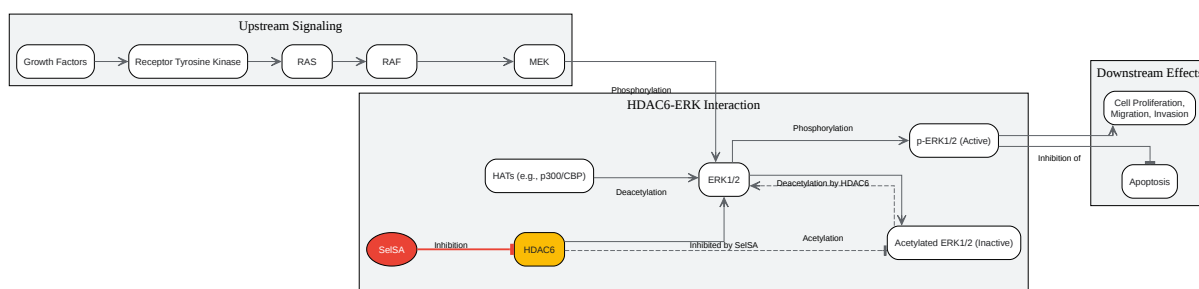 Upstream Signaling
Growth Factors
Receptor Tyrosine Kinase
RAS
RAF
MEK
Phosphorylation
HDAC6-ERK Interaction
Downstream Effects
Cell Proliferation,
Migration, Invasion
Phosphorylation
p-ERK1/2 (Active)
Inhibition of
Apoptosis
HATs (e.g., p300/CBP)
Deacetylation
ERK1/2
Deacetylation by HDAC6
SelSA
Inhibition
HDAC6
Inhibited by SelSA
Acetylation
Acetylated ERK1/2 (Inactive)